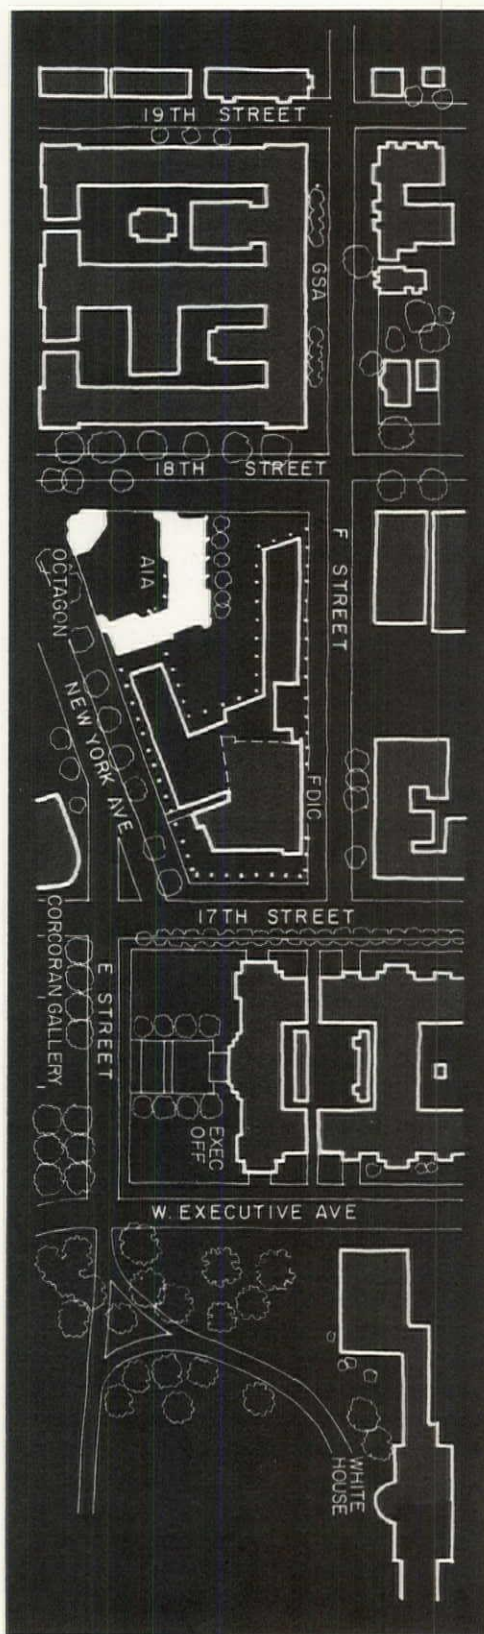 19TH STREET
GSA
18TH STREET
F STREET
AIA
OCTAGON
NEW YORK AVE
FDIC
17TH STREET
CORCORAN GALLERY
E STREET
EXEC
OFF
W. EXECUTIVE AVE
WHITE
HOUSE